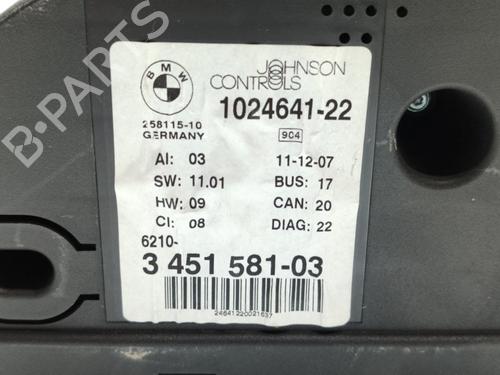 BMW
JOHNSON
CONTROLS
1024641-22
258115-10
GERMANY
904
AI: 03
11-12-07
SW: 11.01
BUS: 17
HW: 09
CAN: 20
CI: 08
DIAG: 22
6210-
3 451 581-03
24641220021637
B-PARTS